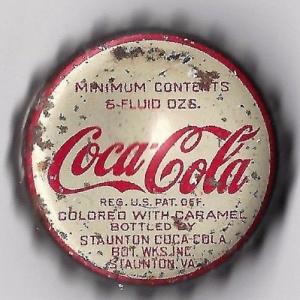 MINIMUM CONTENTS
6-FLUID OZS.
Coca-Cola
REG. U.S. PAT. OFF.
COLORED WITH CARAMEL
BOTTLED BY
STAUNTON COCA-COLA
BOT. WKS. INC.
STAUNTON, VA.